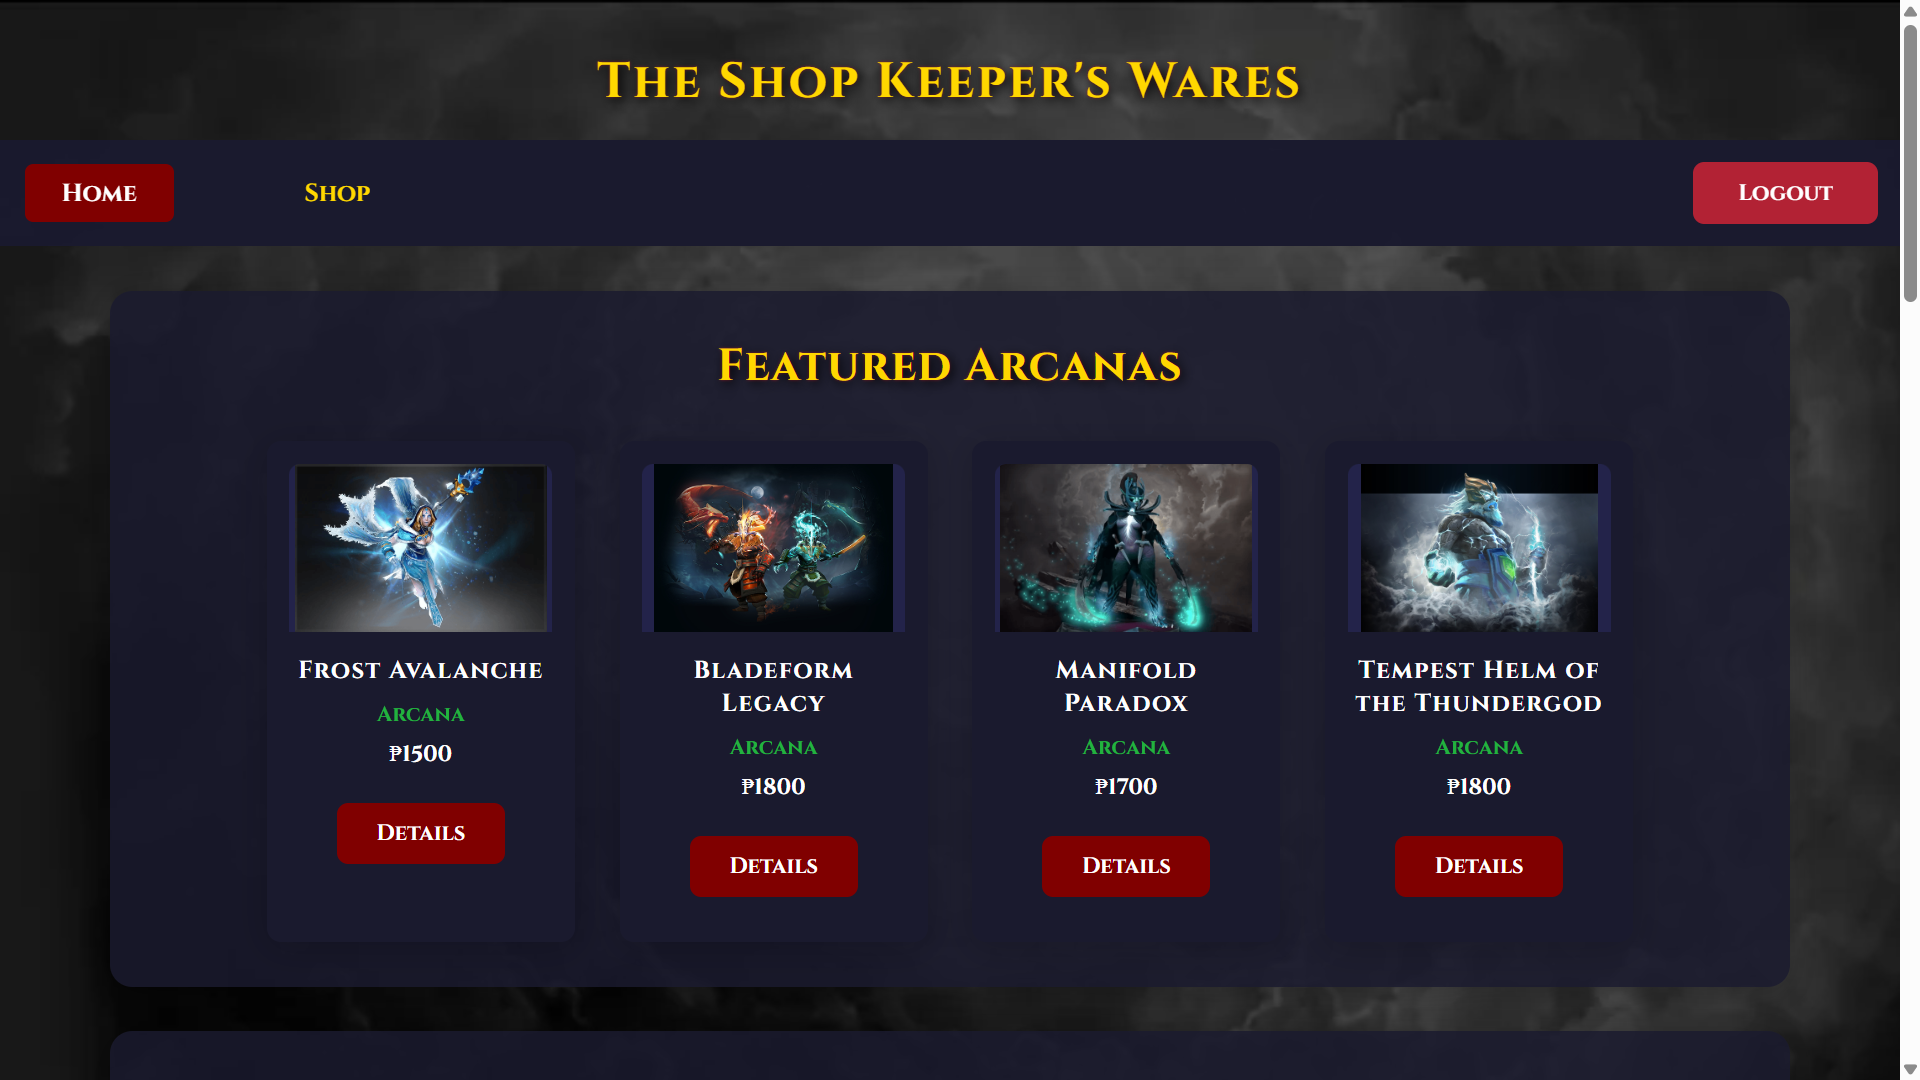 The Shop Keeper's Wares
Home
Shop
Logout
Featured Arcanas
Frost Avalanche
Arcana
₱1500
Details
Bladeform
Legacy
Arcana
₱1800
Details
Manifold
Paradox
Arcana
₱1700
Details
Tempest Helm of
the Thundergod
Arcana
₱1800
Details